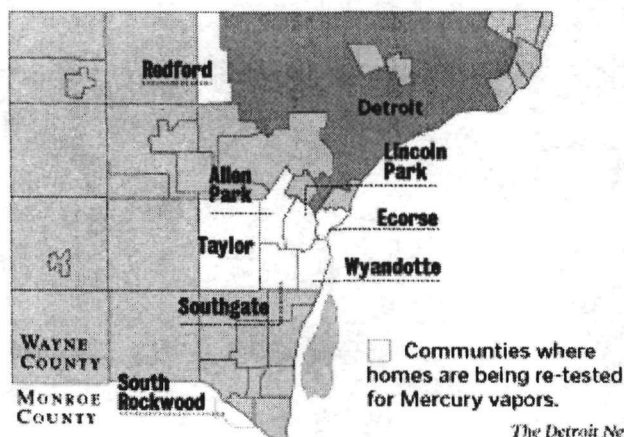 Redford
Detroit
Lincoln
Park
Allen
Park
Ecorse
Taylor
Wyandotte
Southgate
WAYNE
COUNTY
Communties where
homes are being re-tested
for Mercury vapors.
MONROE
COUNTY
South
Rockwood
The Detroit Ne